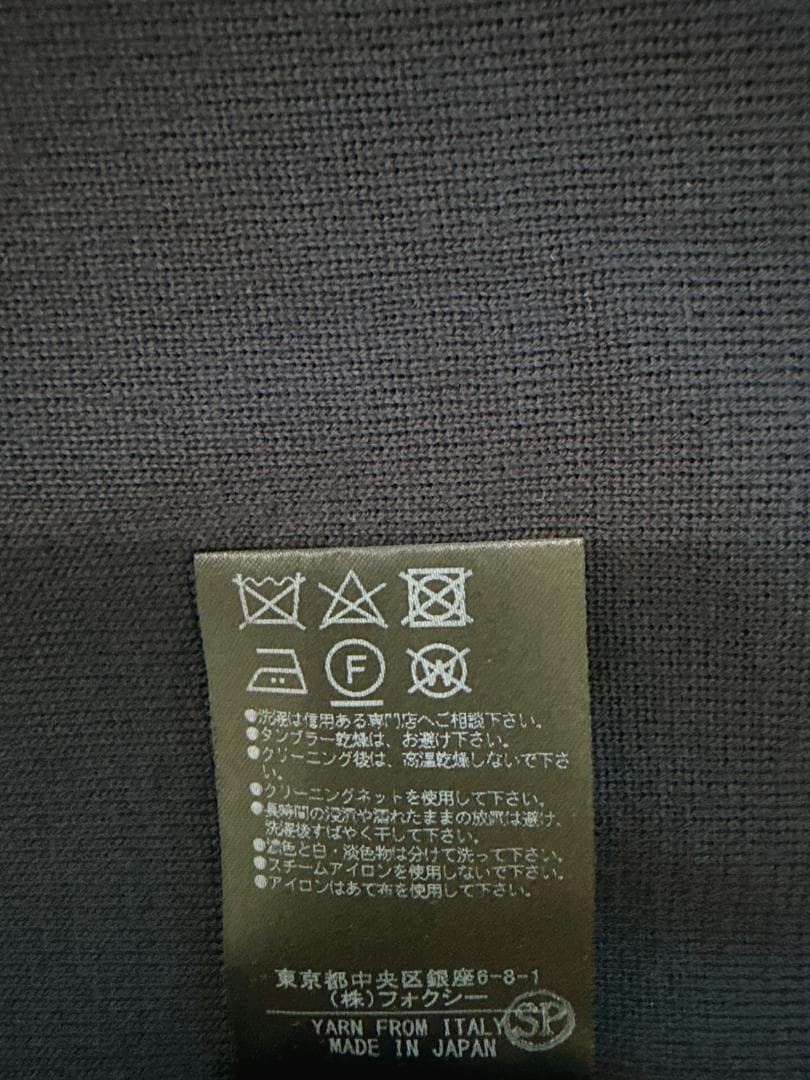 F
W
●洗濯は信用ある専門店へご相談下さい。
●タンブラー乾燥は、お避け下さい。
●クリーニング後は、高温乾燥しないで下さ
い。
●クリーニングネットを使用して下さい。
●長時間の浸漬や濡れたままの放置は避け、
洗濯後すばやく干して下さい。
●濃色と白・淡色物は分けて洗って下さい。
●スチームアイロンを使用しないで下さい。
●アイロンはあて布を使用して下さい。
東京都中央区銀座6-8-1
(株)フォクシー
YARN FROM ITALY
SP
MADE IN JAPAN